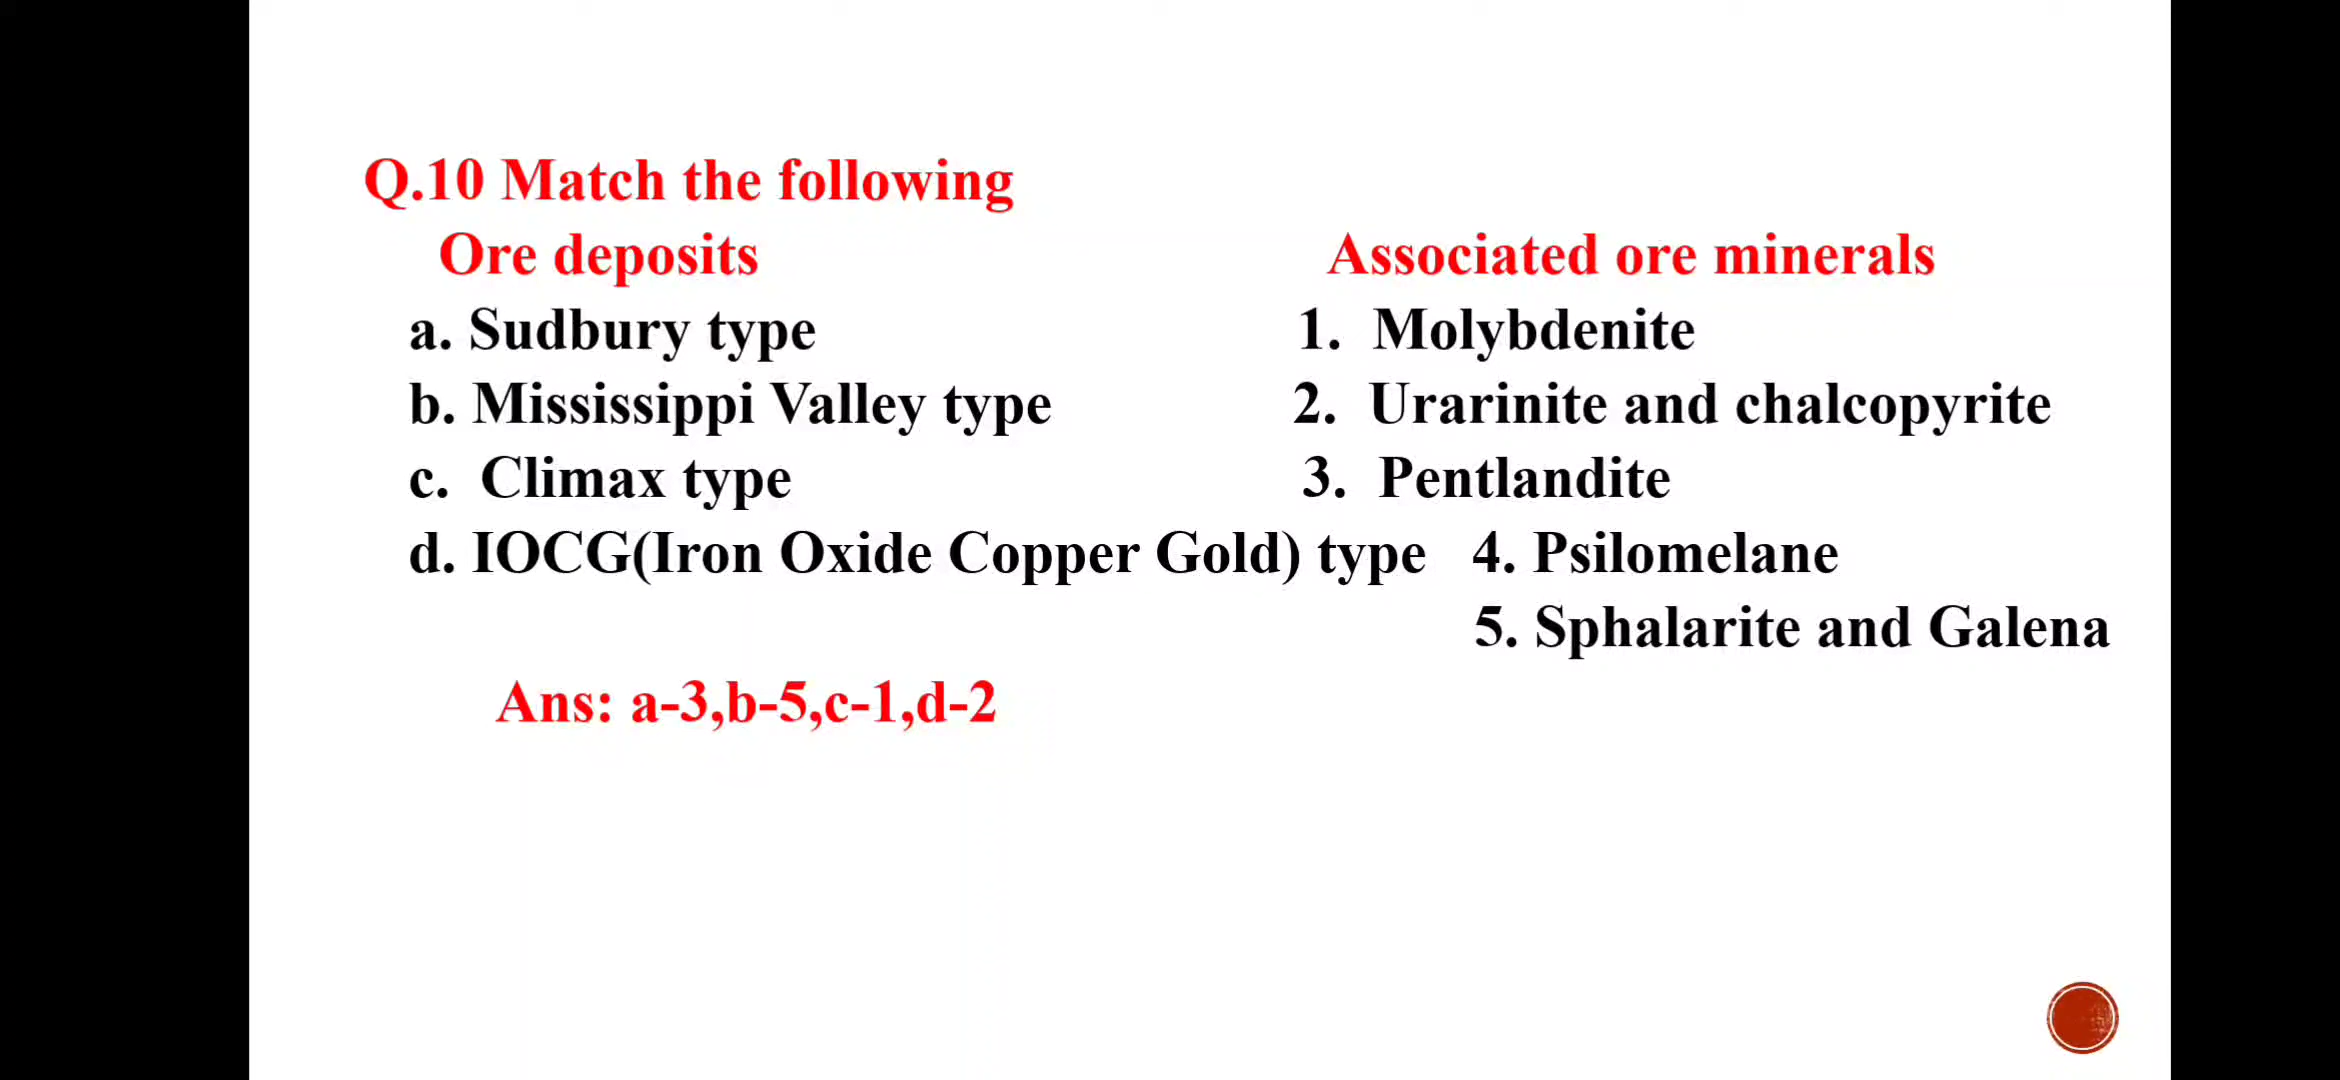 Q.10 Match the following
Ore deposits Associated ore minerals
a. Sudbury type 1. Molybdenite
b. Mississippi Valley type 2. Urarinite and chalcopyrite
c. Climax type 3. Pentlandite
d. IOCG(Iron Oxide Copper Gold) type 4. Psilomelane
5. Sphalarite and Galena
Ans: a-3,b-5,c-1,d-2